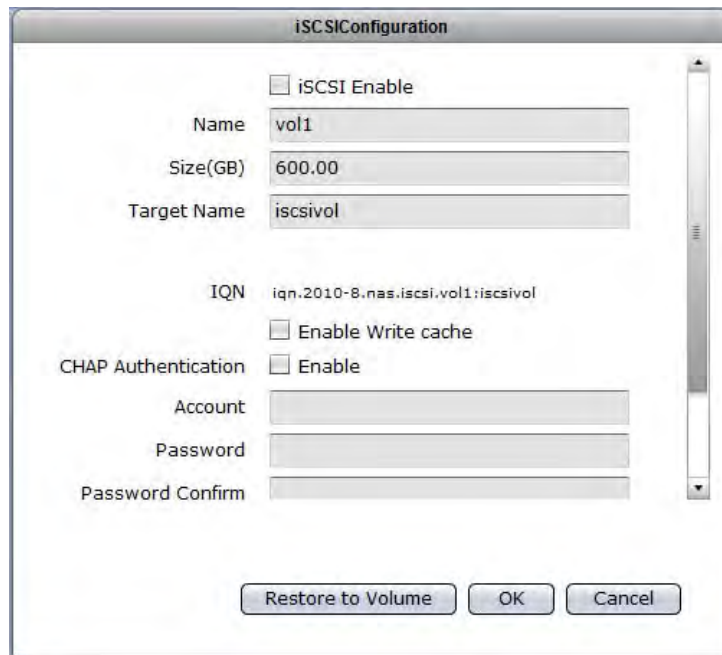 iSCSIConfiguration
iSCSI Enable
Name vol1
Size(GB) 600.00
Target Name iscsivol
IQN iqn.2010-8.nas.iscsi.vol1:iscsivol
Enable Write cache
CHAP Authentication Enable
Account
Password
Password Confirm
Restore to Volume OK Cancel